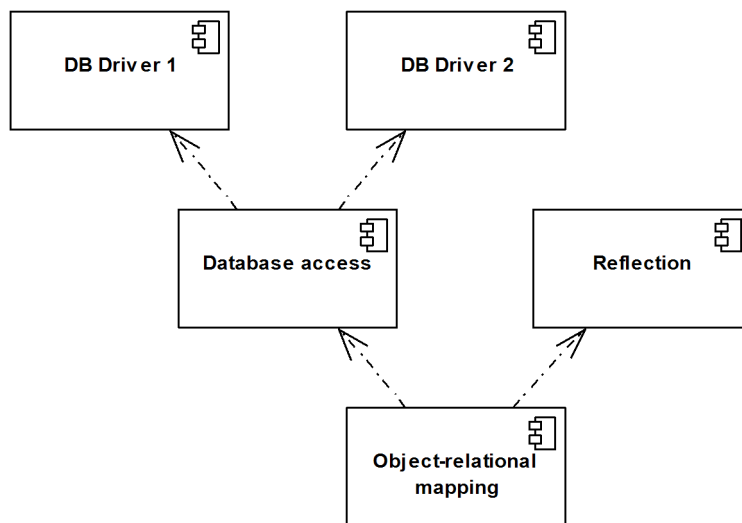 DB Driver 1
DB Driver 2
Database access
Reflection
Object-relational
mapping